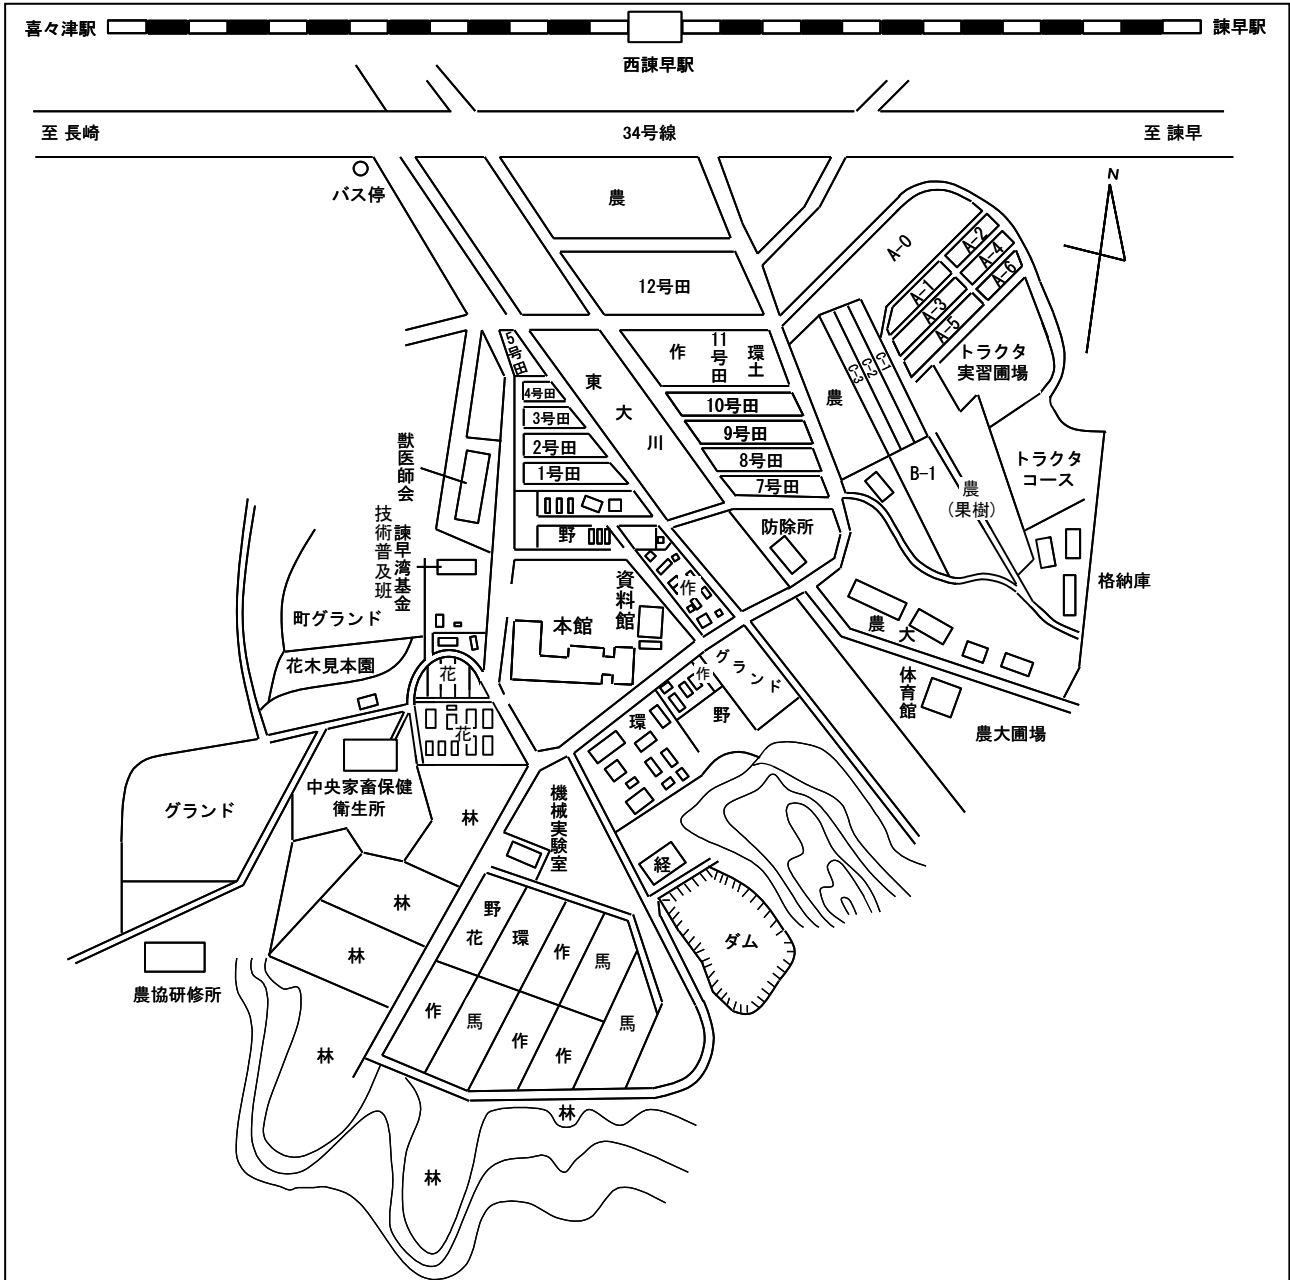 喜々津駅
諫早駅
西諫早駅
至 長崎
34号線
至 諫早
バス停
N
農
12号田
A-0
A-2
A-4
A-6
A-1
A-3
A-5
トラクタ
実習圃場
5号田
東大川
作
11号田
環土
C-1
C-2
C-3
農
4号田
3号田
2号田
1号田
10号田
9号田
8号田
7号田
獣医師会
B-1
農
(果樹)
トラクタ
コース
諫早湾基金
技術普及班
野
防除所
格納庫
資料館
作
本館
町グランド
農大
花木見本園
花
体育館
農大圃場
グランド
作
野
環
花
中央家畜保健
衛生所
グランド
林
機械実験室
経
林
野
花
環
作
馬
ダム
林
農協研修所
作
馬
作
作
馬
林
林
林